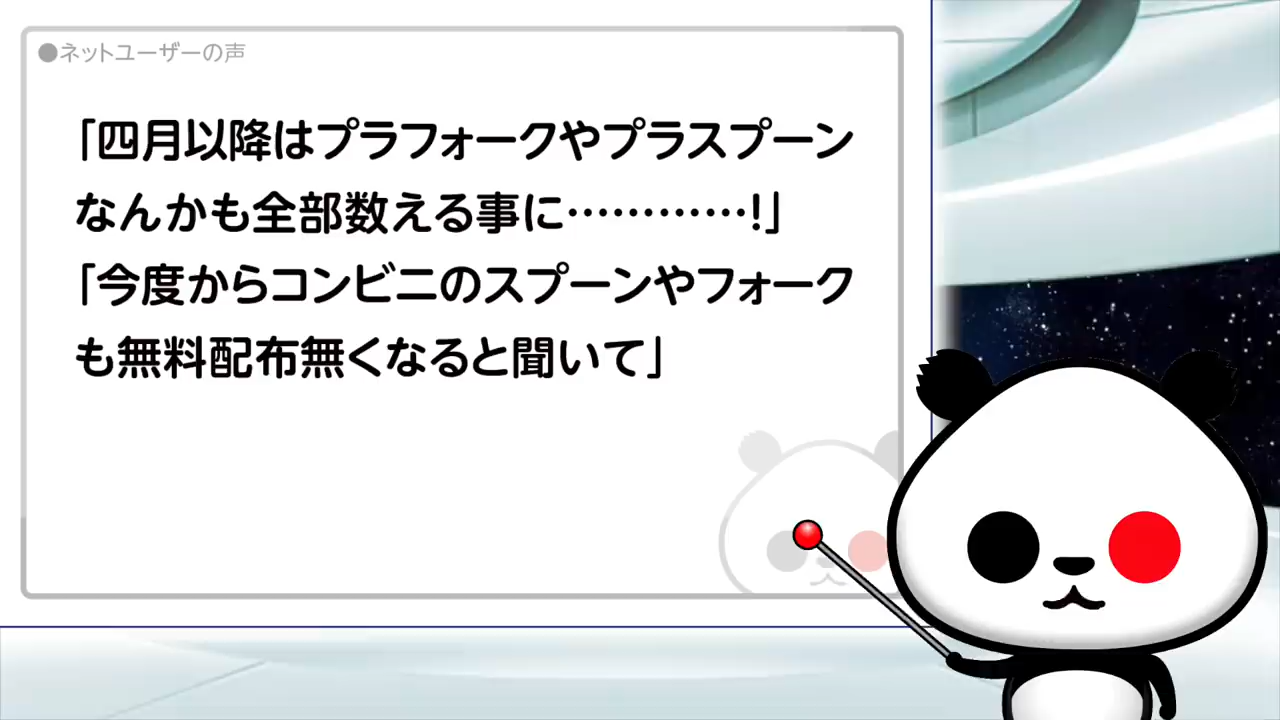 ●ネットユーザーの声
「四月以降はプラフォークやプラスプーン
なんかも全部数える事に…………!」
「今度からコンビニのスプーンやフォーク
も無料配布無くなると聞いて」